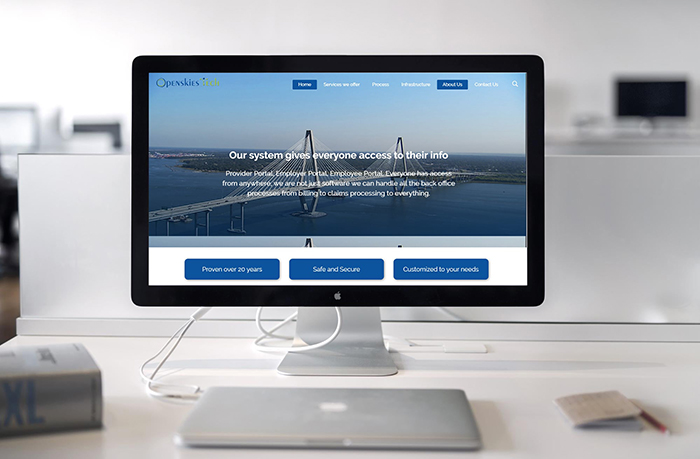 Openskies
Home Services we offer Process Infrastructure About Us Contact Us
Our system gives everyone access to their info
Provider Portal, Employer Portal, Employee Portal, Everyone has access
from anywhere, we are not just software we can handle all the back office
processes from billing to claims processing to everything.
Proven over 20 years
Safe and Secure
Customized to your needs
XL